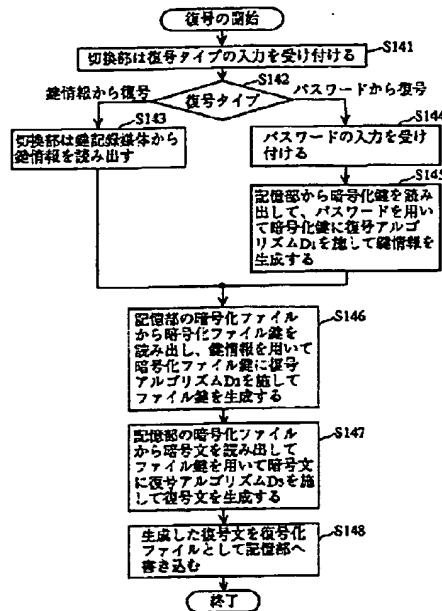 復号の開始
切換部は復号タイプの入力を受け付ける
S141
S142
鍵情報から復号
復号タイプ
パスワードから復号
S143
切換部は鍵記録媒体から
鍵情報を読み出す
S144
パスワードの入力を受け
付ける
S145
記憶部から暗号化鍵を読み
出して、パスワードを用い
て暗号化鍵に復号アルゴ
リズムD1を施して鍵情報を
生成する
S146
記憶部の暗号化ファイル
から暗号化ファイル鍵を
読み出し、鍵情報を用いて
暗号化ファイル鍵に復号
アルゴリズムD2を施して
ファイル鍵を生成する
S147
記憶部の暗号化ファイル
から暗号文を読み出して
ファイル鍵を用いて暗号文
に復号アルゴリズムD3を施
して復号文を生成する
S148
生成した復号文を復号化
ファイルとして記憶部へ
書き込む
終了